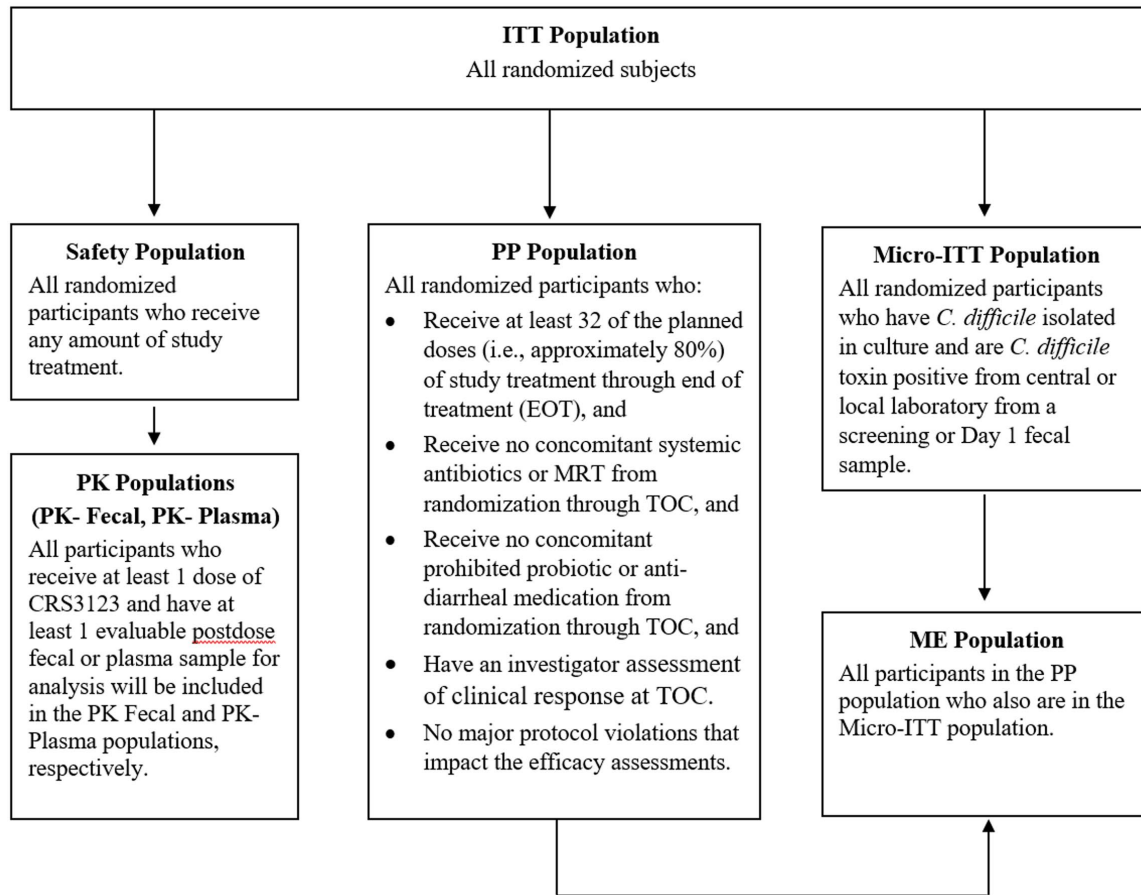 ITT Population
All randomized subjects
Safety Population
All randomized
participants who receive
any amount of study
treatment.
PK Populations
(PK- Fecal, PK- Plasma)
All participants who
receive at least 1 dose of
CRS3123 and have at
least 1 evaluable postdose
fecal or plasma sample for
analysis will be included
in the PK Fecal and PK-
Plasma populations,
respectively.
PP Population
All randomized participants who:
• Receive at least 32 of the planned
doses (i.e., approximately 80%)
of study treatment through end of
treatment (EOT), and
• Receive no concomitant systemic
antibiotics or MRT from
randomization through TOC, and
• Receive no concomitant
prohibited probiotic or anti-
diarrheal medication from
randomization through TOC, and
• Have an investigator assessment
of clinical response at TOC.
• No major protocol violations that
impact the efficacy assessments.
Micro-ITT Population
All randomized participants
who have C. difficile isolated
in culture and are C. difficile
toxin positive from central or
local laboratory from a
screening or Day 1 fecal
sample.
ME Population
All participants in the PP
population who also are in the
Micro-ITT population.